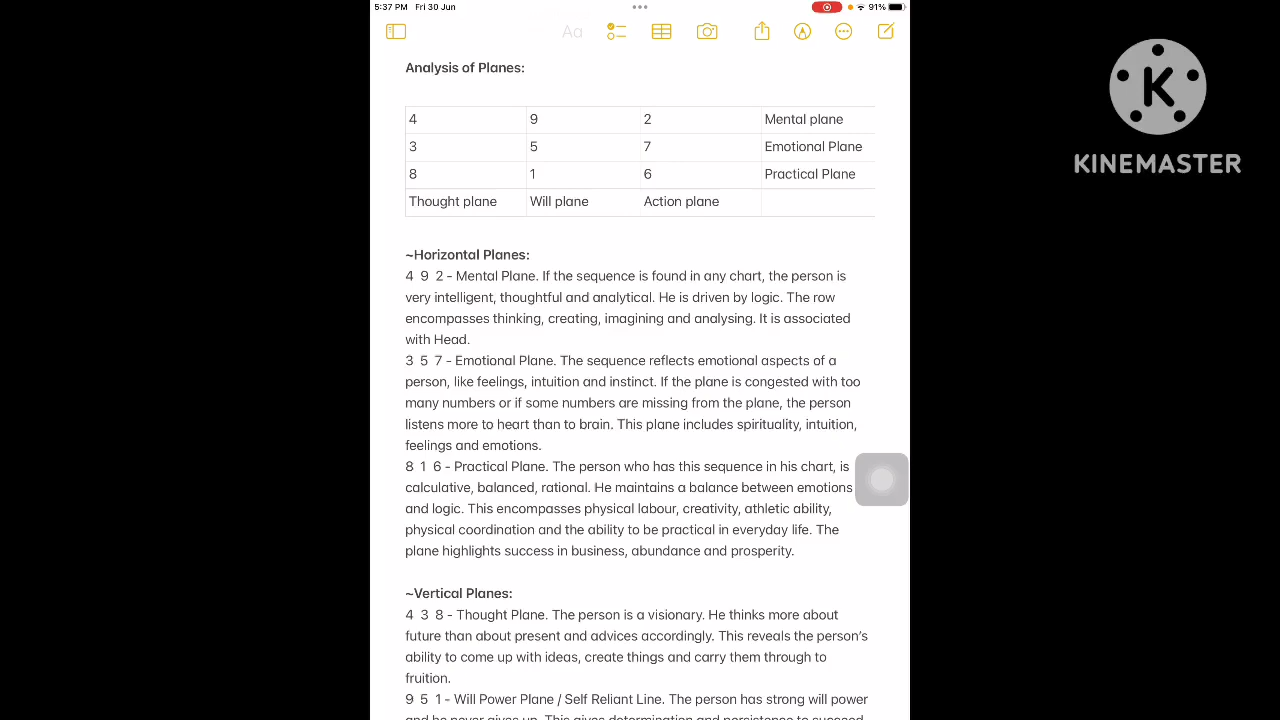 5:37 PM Fri 30 Jun
91%
Aa
Analysis of Planes:
4 9 2 Mental plane
3 5 7 Emotional Plane
8 1 6 Practical Plane
Thought plane Will plane Action plane
~Horizontal Planes:
4 9 2 - Mental Plane. If the sequence is found in any chart, the person is
very intelligent, thoughtful and analytical. He is driven by logic. The row
encompasses thinking, creating, imagining and analysing. It is associated
with Head.
3 5 7 - Emotional Plane. The sequence reflects emotional aspects of a
person, like feelings, intuition and instinct. If the plane is congested with too
many numbers or if some numbers are missing from the plane, the person
listens more to heart than to brain. This plane includes spirituality, intuition,
feelings and emotions.
8 1 6 - Practical Plane. The person who has this sequence in his chart, is
calculative, balanced, rational. He maintains a balance between emotions
and logic. This encompasses physical labour, creativity, athletic ability,
physical coordination and the ability to be practical in everyday life. The
plane highlights success in business, abundance and prosperity.
~Vertical Planes:
4 3 8 - Thought Plane. The person is a visionary. He thinks more about
future than about present and advices accordingly. This reveals the person's
ability to come up with ideas, create things and carry them through to
fruition.
9 5 1 - Will Power Plane / Self Reliant Line. The person has strong will power
and he never gives up. This gives determination and persistence to succeed
K
KINEMASTER